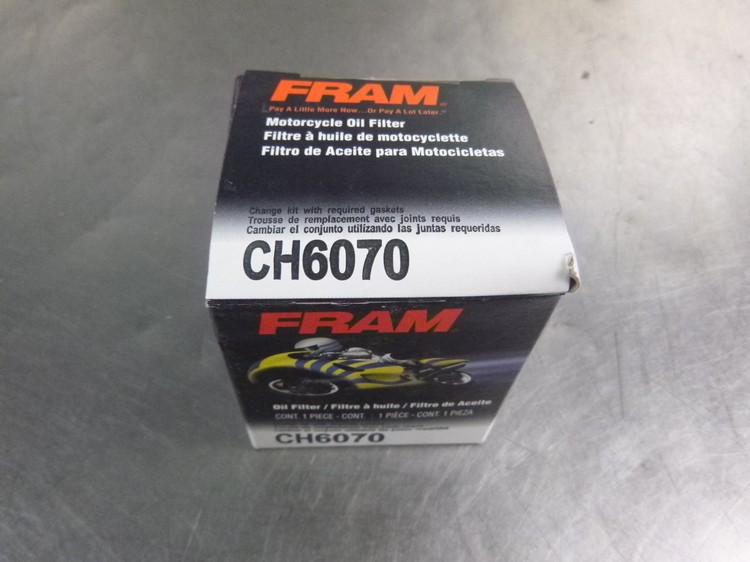 FRAM
Pay A Little More Now...Or Pay A Lot Later.™
Motorcycle Oil Filter
Filtre à huile de motocyclette
Filtro de Aceite para Motocicletas
Change kit with required gaskets
Trousse de remplacement avec joints requis
Cambiar el conjunto utilizando las juntas requeridas
CH6070
FRAM
Oil Filter / Filtre à huile / Filtro de Aceite
CONT. 1 PIECE - CONT. 1 PIÈCE - CONT. 1 PIEZA
CH6070